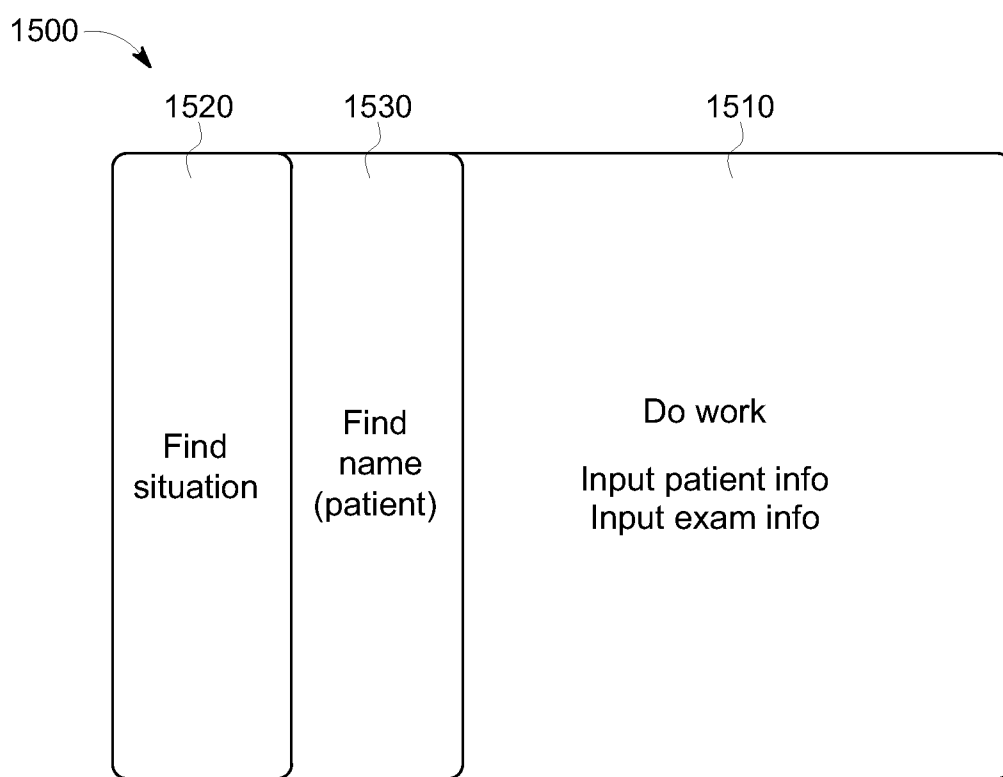 1500
1520
1530
1510
Find
situation
Find
name
(patient)
Do work
Input patient info
Input exam info